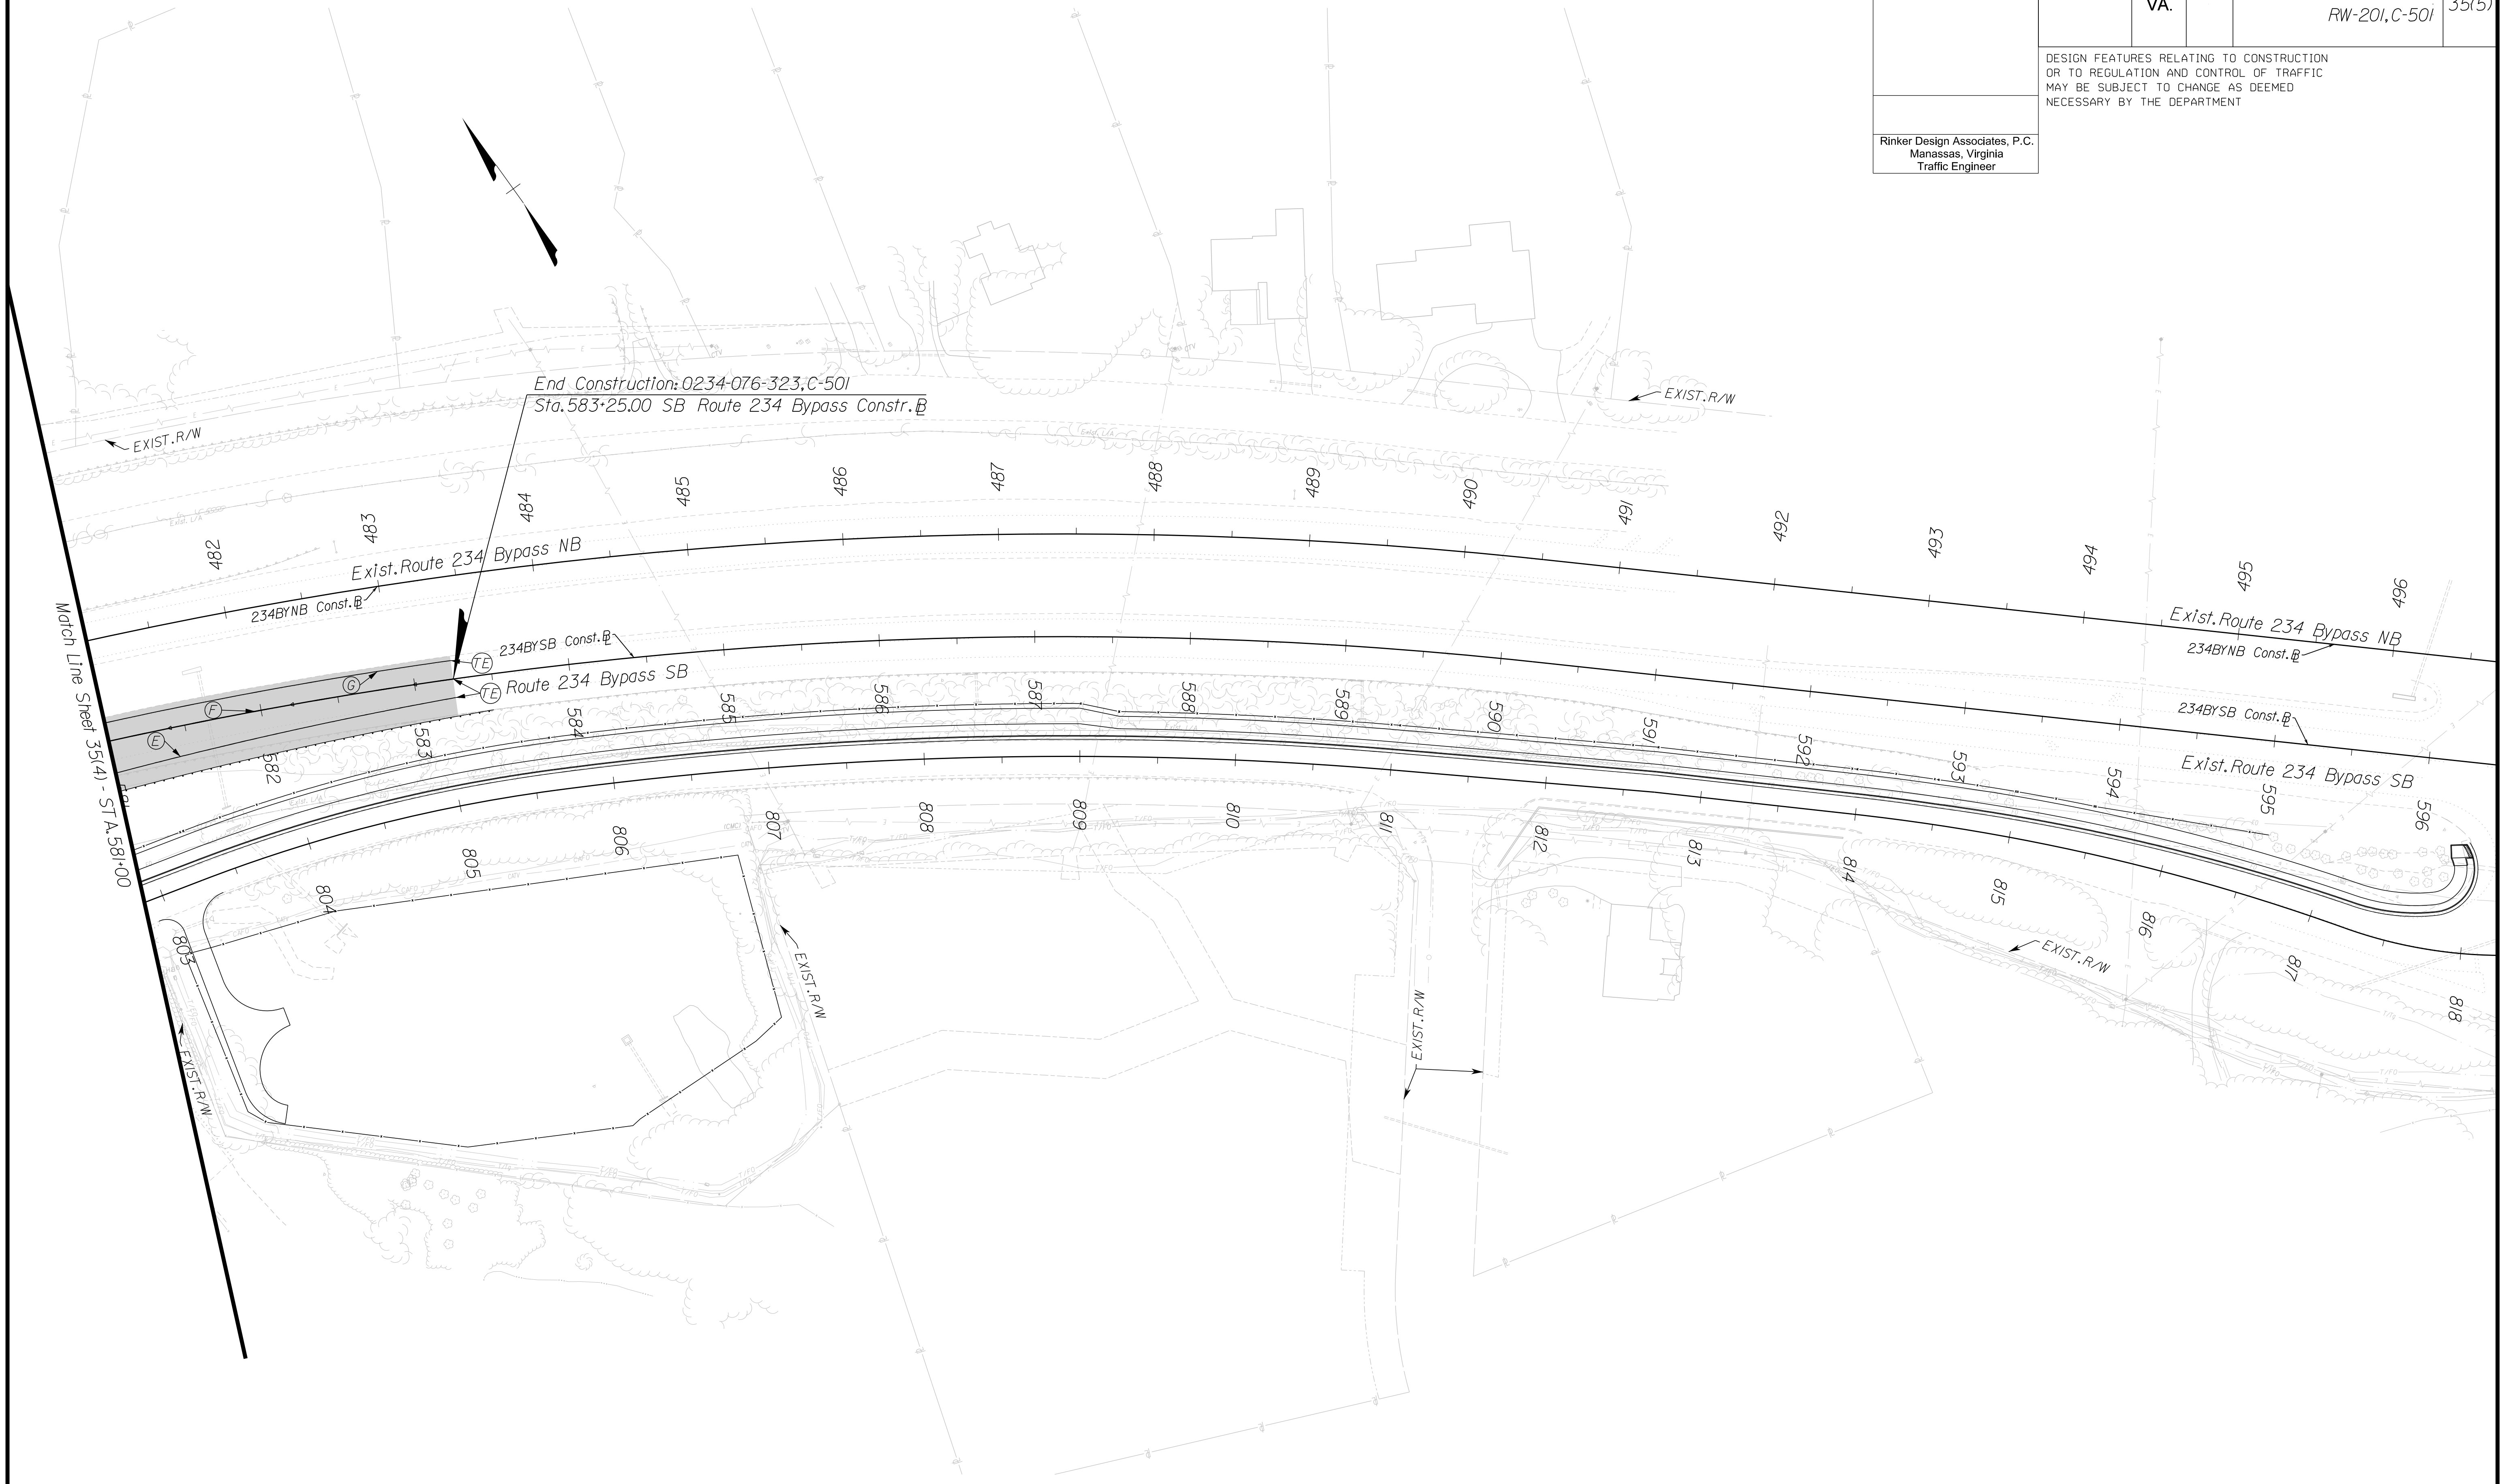 VA.
RW-201, C-501
35(5)
DESIGN FEATURES RELATING TO CONSTRUCTION
OR TO REGULATION AND CONTROL OF TRAFFIC
MAY BE SUBJECT TO CHANGE AS DEEMED
NECESSARY BY THE DEPARTMENT
Rinker Design Associates, P.C.
Manassas, Virginia
Traffic Engineer
End Construction: 0234-076-323, C-501
Sta. 583+25.00 SB Route 234 Bypass Constr. BL
EXIST. R/W
EXIST. R/W
Exist. L/A
Exist. L/A
482
483
484
485
486
487
488
489
490
491
492
493
494
495
496
Exist. Route 234 Bypass NB
234BYNB Const. BL
Exist. Route 234 Bypass NB
234BYNB Const. BL
234BYSB Const. BL
TE
TE
Route 234 Bypass SB
G
F
E
234BYSB Const. BL
Exist. Route 234 Bypass SB
Match Line Sheet 35(4) - STA. 581+00
582
583
584
585
586
587
588
589
590
591
592
593
594
595
596
803
804
805
806
807
808
809
810
811
812
813
814
815
816
817
818
EXIST. R/W
EXIST. R/W
EXIST. R/W
EXIST. R/W